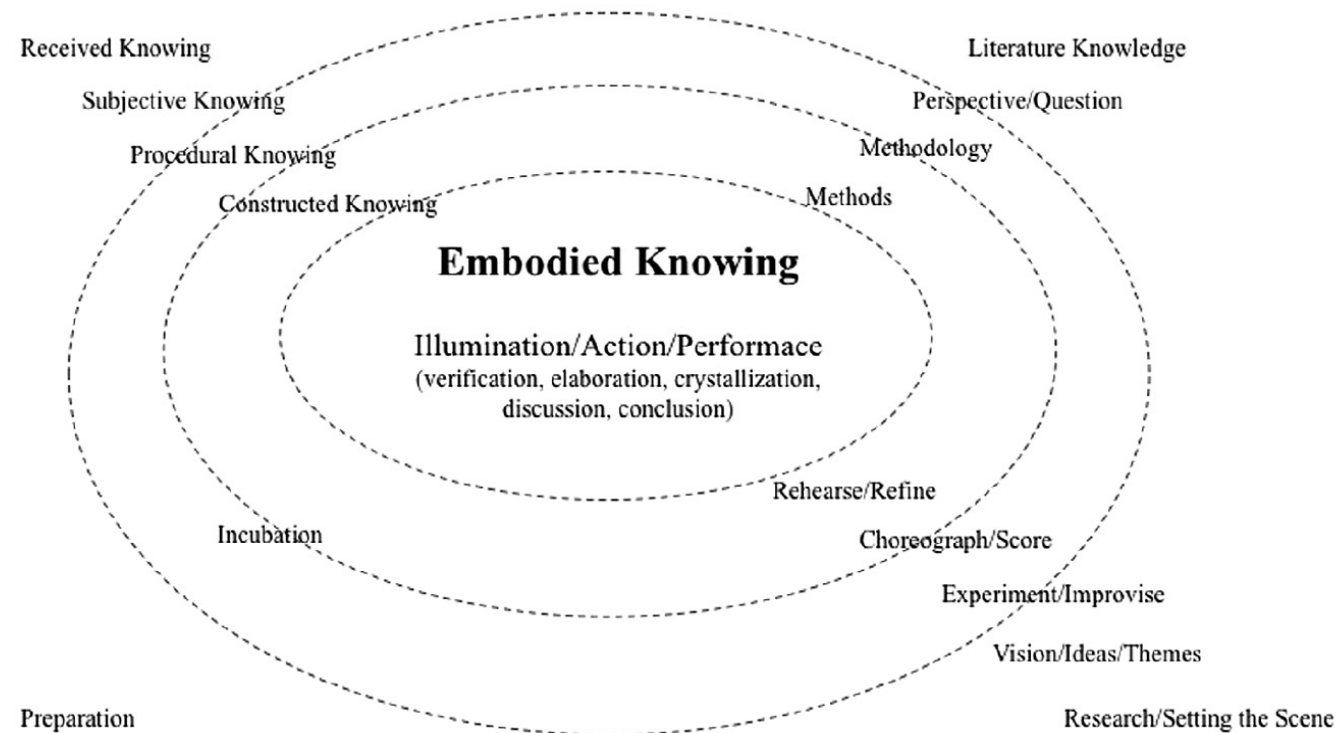 Received Knowing
Literature Knowledge
Subjective Knowing
Perspective/Question
Procedural Knowing
Methodology
Constructed Knowing
Methods
Embodied Knowing
Illumination/Action/Performace
(verification, elaboration, crystallization,
discussion, conclusion)
Rehearse/Refine
Incubation
Choreograph/Score
Experiment/Improvise
Vision/Ideas/Themes
Preparation
Research/Setting the Scene